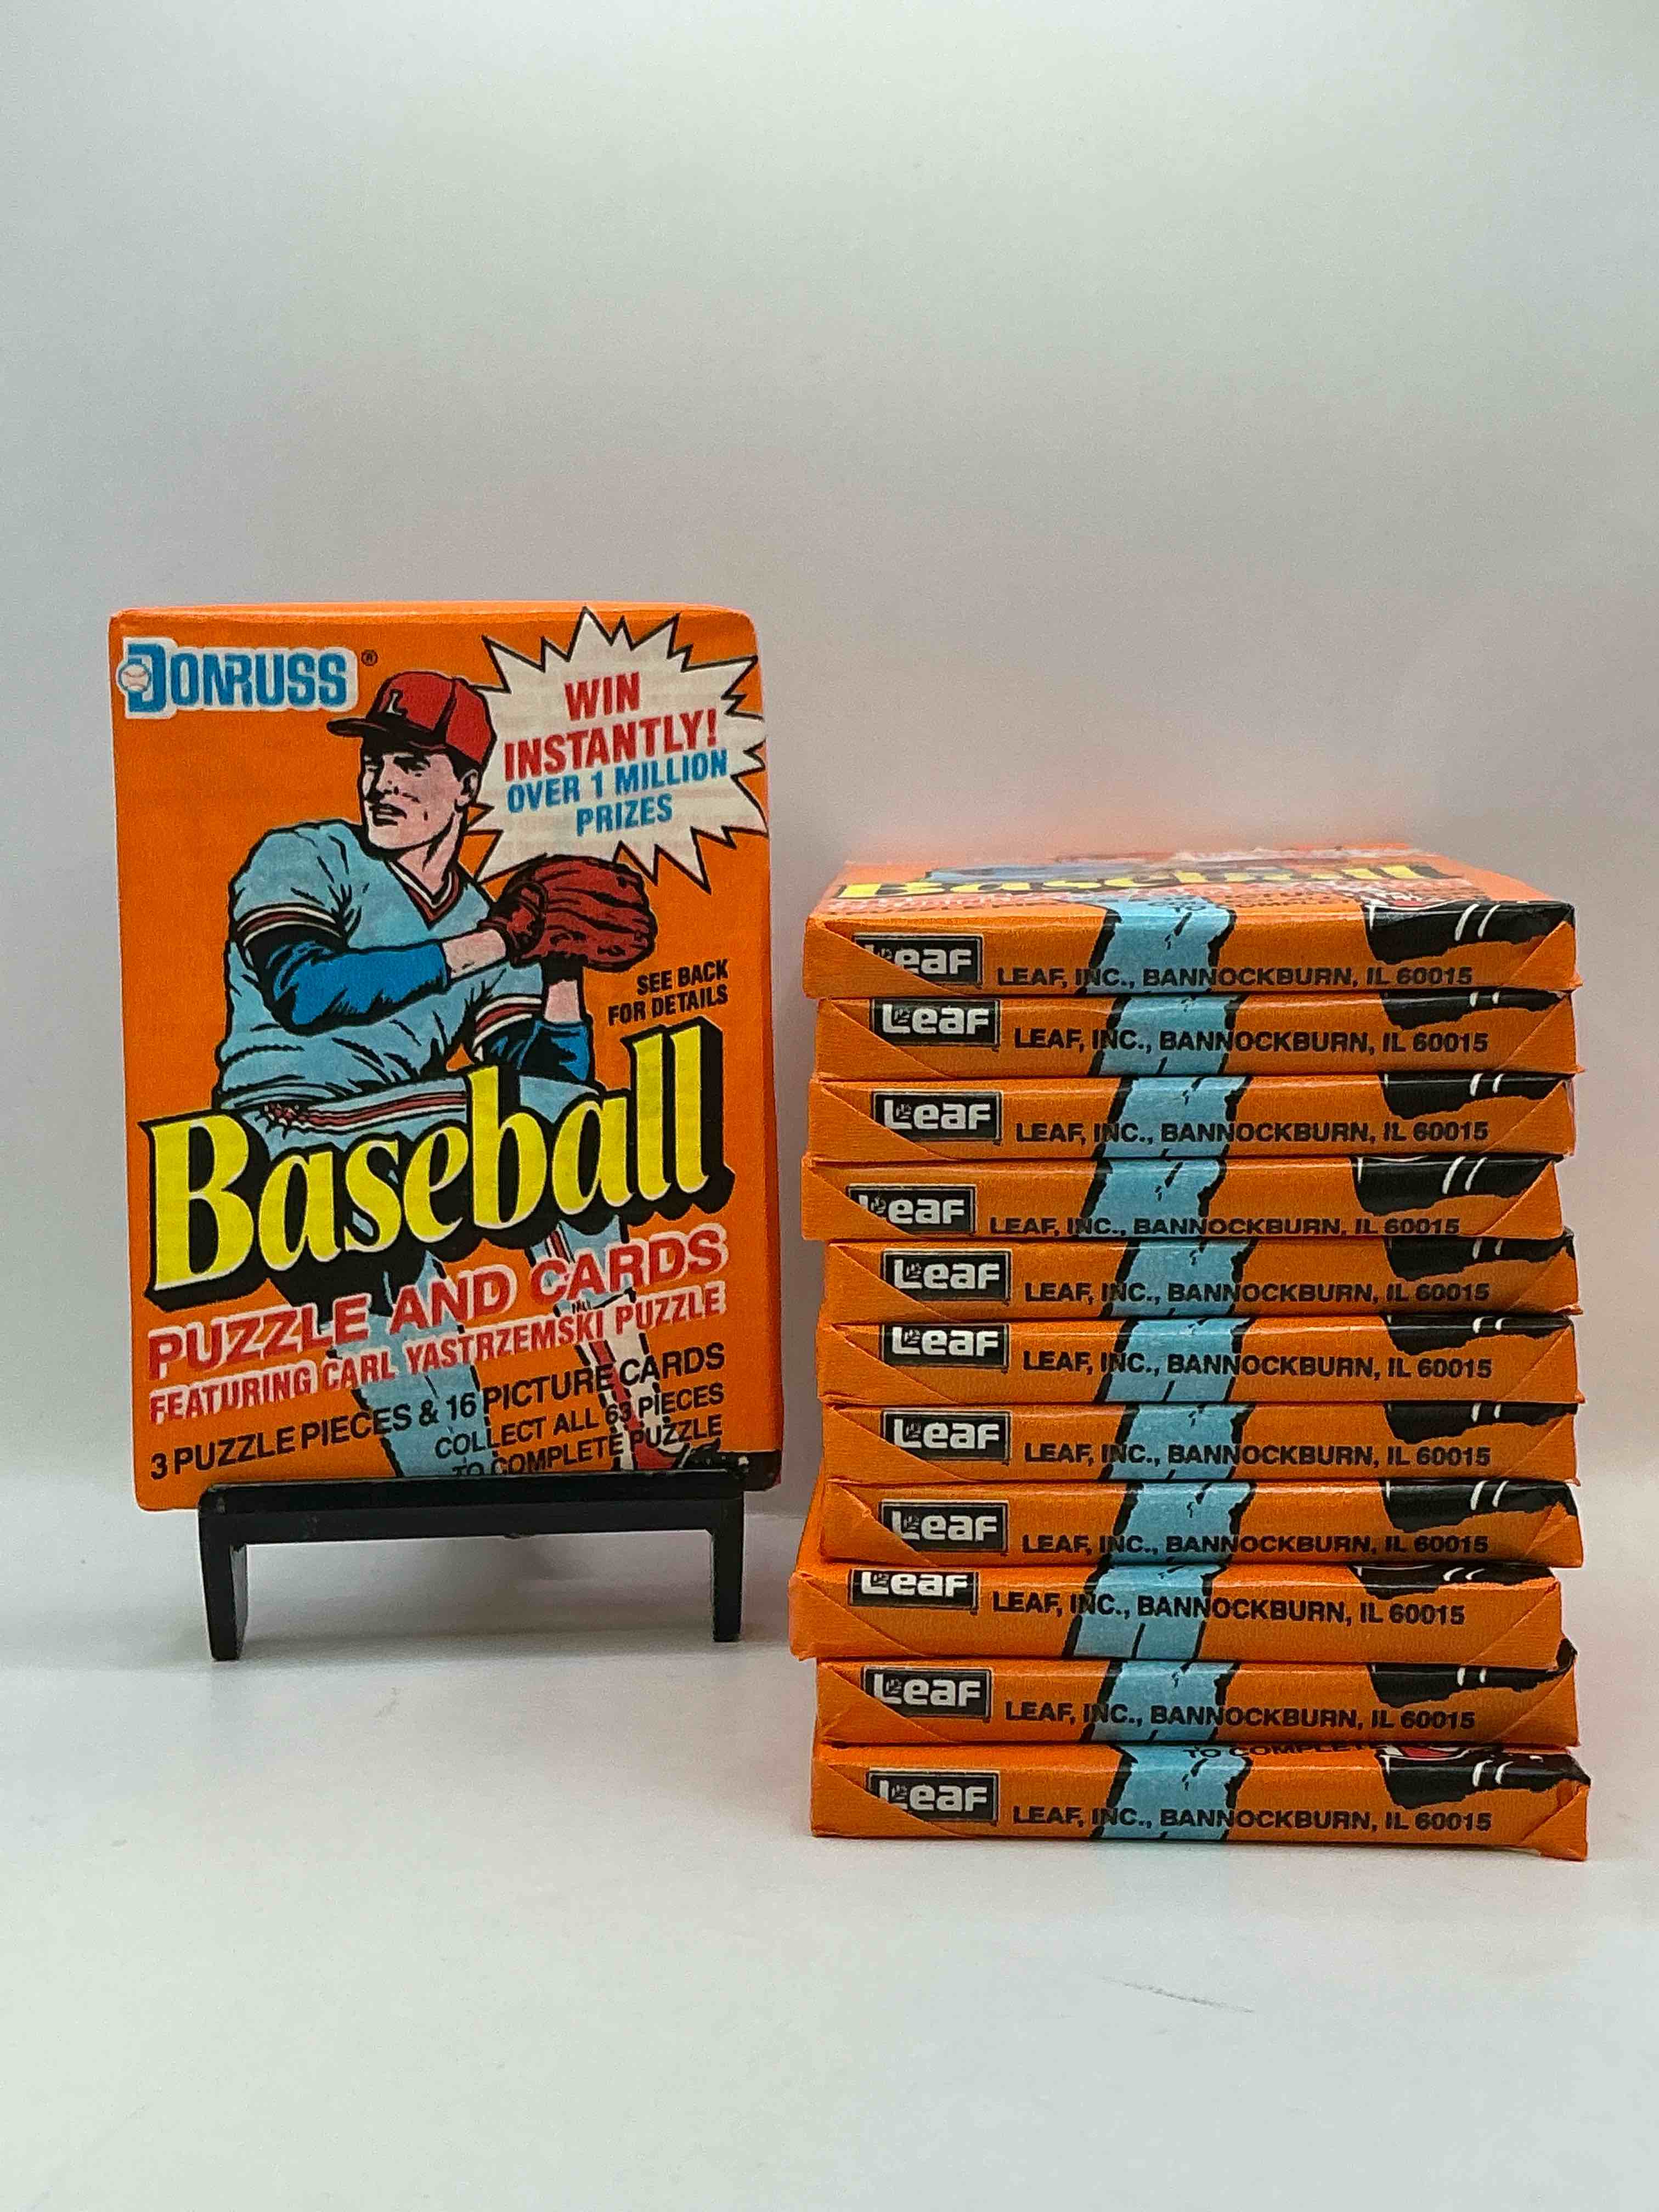 DONRUSS®
WIN
INSTANTLY!
OVER 1 MILLION
PRIZES
L
SEE BACK
FOR DETAILS
Baseball
PUZZLE AND CARDS
FEATURING CARL YASTRZEMSKI PUZZLE
3 PUZZLE PIECES & 16 PICTURE CARDS
COLLECT ALL 63 PIECES
TO COMPLETE PUZZLE
Baseball
Leaf LEAF, INC., BANNOCKBURN, IL 60015
Leaf LEAF, INC., BANNOCKBURN, IL 60015
Leaf LEAF, INC., BANNOCKBURN, IL 60015
Leaf LEAF, INC., BANNOCKBURN, IL 60015
Leaf LEAF, INC., BANNOCKBURN, IL 60015
Leaf LEAF, INC., BANNOCKBURN, IL 60015
Leaf LEAF, INC., BANNOCKBURN, IL 60015
Leaf LEAF, INC., BANNOCKBURN, IL 60015
Leaf LEAF, INC., BANNOCKBURN, IL 60015
Leaf LEAF, INC., BANNOCKBURN, IL 60015
TO COMPLETE
Leaf LEAF, INC., BANNOCKBURN, IL 60015